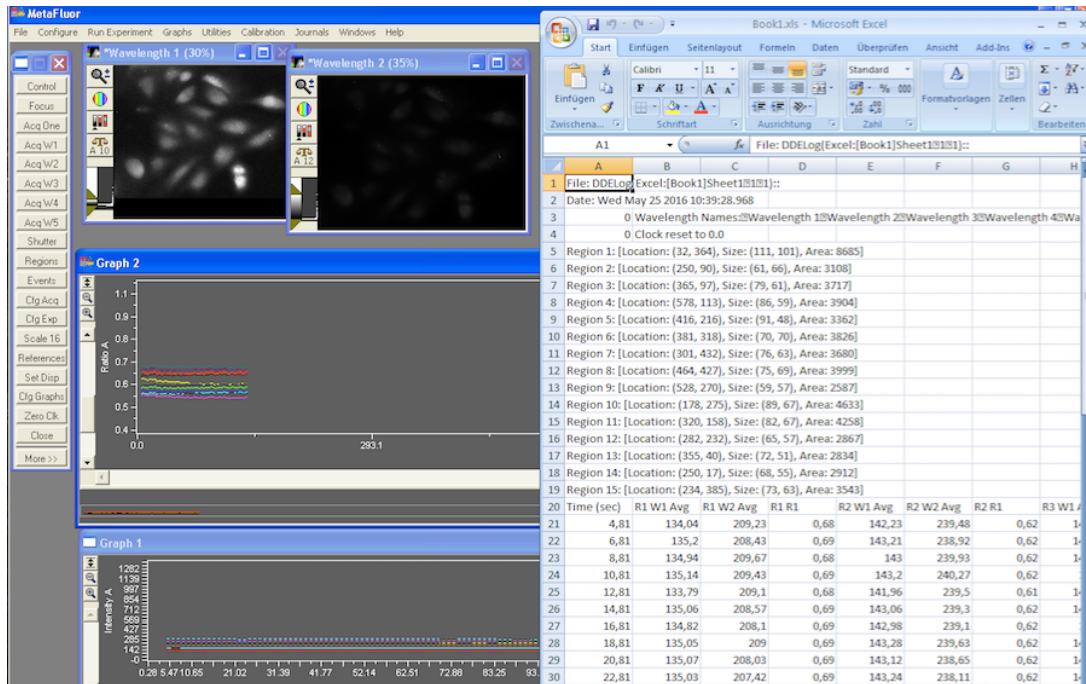 MetaFluor
File Configure Run Experiment Graphs Utilities Calibration Journals Windows Help
Control
Focus
Acq One
Acq W1
Acq W2
Acq W3
Acq W4
Acq W5
Shutter
Regions
Events
Cfg Acq
Cfg Exp
Scale 16
References
Set Disp
Cfg Graphs
Zero Clk
Close
More >>
*Wavelength 1 (30%)
A 10
*Wavelength 2 (35%)
A 12
Graph 2
Ratio A
1.1
0.9
0.8
0.7
0.6
0.5
0.4
0.0 293.1
Graph 1
Intensity A
1282
1139
997
854
712
569
427
285
142
-0
0.28 5.47 10.65 21.02 31.39 41.77 52.14 62.51 72.88 83.25 93.
Book1.xls - Microsoft Excel
Start Einfügen Seitenlayout Formeln Daten Überprüfen Ansicht Add-Ins
Einfügen
Calibri 11
F K U
Standard
% 000
Formatvorlagen
Zellen
Zwischena... Schriftart Ausrichtung Zahl Bearbeiten
A1 fx File: DDELog{Excel:[Book1]Sheet1 1 1}::
A B C D E F G H
1 File: DDELog{Excel:[Book1]Sheet1 1 1}::
2 Date: Wed May 25 2016 10:39:28.968
3 0 Wavelength Names: Wavelength 1 Wavelength 2 Wavelength 3 Wavelength 4 Wa
4 0 Clock reset to 0.0
5 Region 1: [Location: (32, 364), Size: (111, 101), Area: 8685]
6 Region 2: [Location: (250, 90), Size: (61, 66), Area: 3108]
7 Region 3: [Location: (365, 97), Size: (79, 61), Area: 3717]
8 Region 4: [Location: (578, 113), Size: (86, 59), Area: 3904]
9 Region 5: [Location: (416, 216), Size: (91, 48), Area: 3362]
10 Region 6: [Location: (381, 318), Size: (70, 70), Area: 3826]
11 Region 7: [Location: (301, 432), Size: (76, 63), Area: 3680]
12 Region 8: [Location: (464, 427), Size: (75, 69), Area: 3999]
13 Region 9: [Location: (528, 270), Size: (59, 57), Area: 2587]
14 Region 10: [Location: (178, 275), Size: (89, 67), Area: 4633]
15 Region 11: [Location: (320, 158), Size: (82, 67), Area: 4258]
16 Region 12: [Location: (282, 232), Size: (65, 57), Area: 2867]
17 Region 13: [Location: (355, 40), Size: (72, 51), Area: 2834]
18 Region 14: [Location: (250, 17), Size: (68, 55), Area: 2912]
19 Region 15: [Location: (234, 385), Size: (73, 63), Area: 3543]
20 Time (sec) R1 W1 Avg R1 W2 Avg R1 R1 R2 W1 Avg R2 W2 Avg R2 R1 R3 W1 A
21 4,81 134,04 209,23 0,68 142,23 239,48 0,62 14
22 6,81 135,2 208,43 0,69 143,21 238,92 0,62 14
23 8,81 134,94 209,67 0,68 143 239,93 0,62 14
24 10,81 135,14 209,43 0,69 143,2 240,27 0,62
25 12,81 133,79 209,1 0,68 141,96 239,5 0,61 14
26 14,81 135,06 208,57 0,69 143,06 239,3 0,62 14
27 16,81 134,82 208,1 0,69 142,98 239,1 0,62
28 18,81 135,05 209 0,69 143,28 239,63 0,62 14
29 20,81 135,07 208,03 0,69 143,12 238,65 0,62 14
30 22,81 135,03 207,42 0,69 143,24 238,11 0,62 14